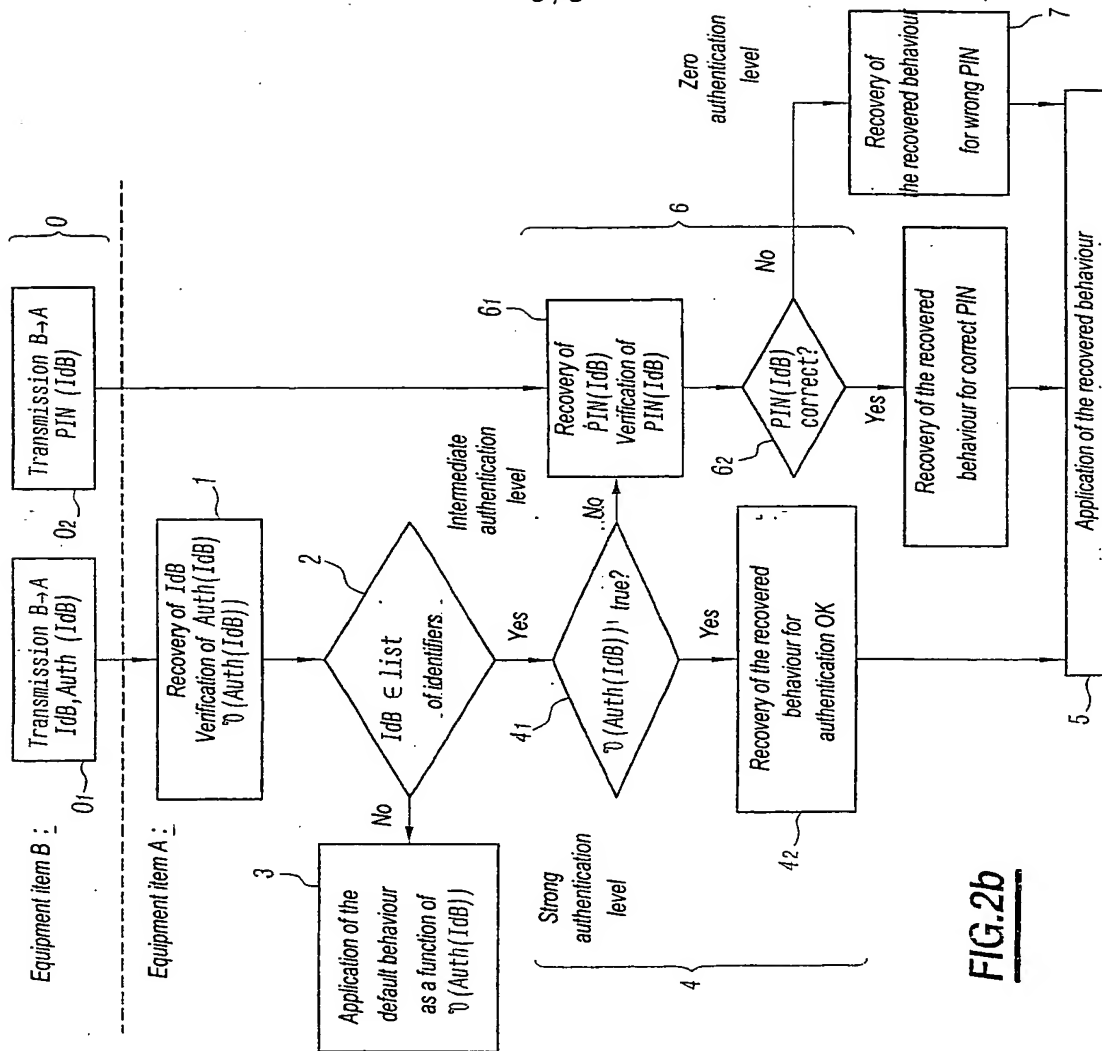 Equipment item B :
Transmission B→A
IdB,Auth (IdB)
01
Transmission B→A
PIN (IdB)
02
0
Equipment item A :
1
Recovery of IdB
Verification of Auth(IdB)
V(Auth(IdB))
2
IdB ∈ list
of identifiers
No
Yes
3
Application of the
default behaviour
as a function of
V(Auth(IdB))
Strong
authentication
level
4
Intermediate
authentication
level
41
V(Auth(IdB)) true?
No
Yes
42
Recovery of the recovered
behaviour for
authentication OK
61
Recovery of
PIN(IdB)
Verification of
PIN(IdB)
6
62
PIN(IdB)
correct?
No
Yes
Recovery of the recovered
behaviour for correct PIN
Zero
authentication
level
7
Recovery of
the recovered behaviour
for wrong PIN
5
Application of the recovered behaviour
FIG.2b